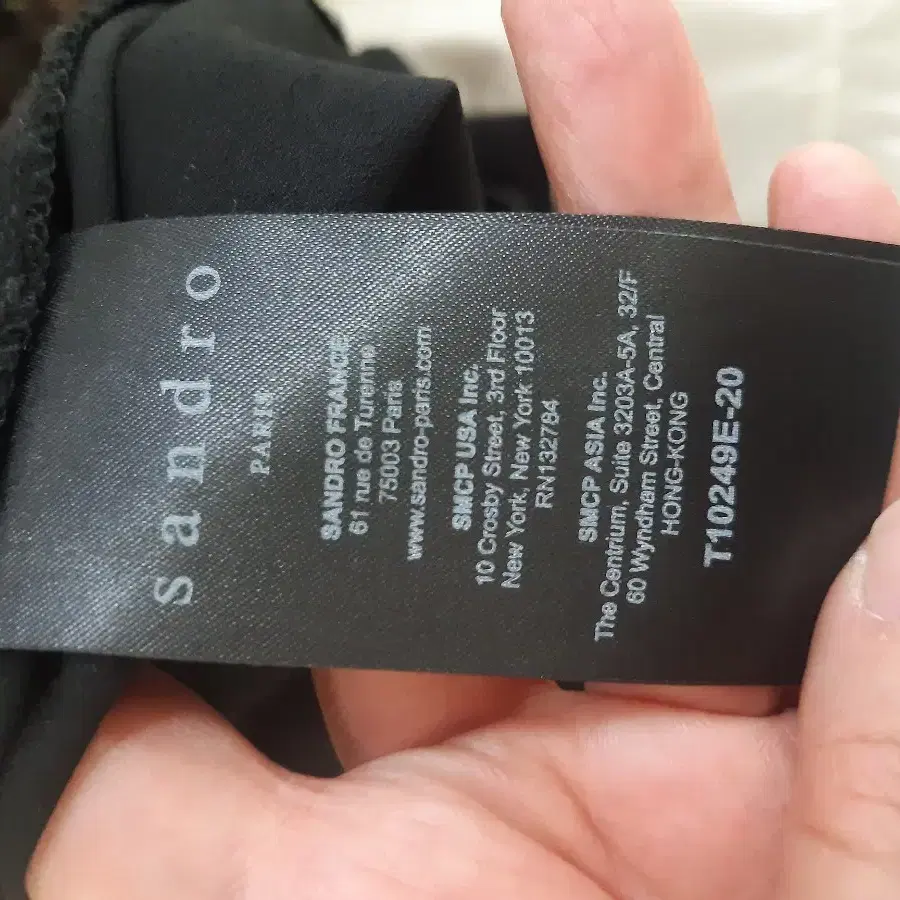 sandro
PARIS
SANDRO FRANCE
61 rue de Turenne
75003 Paris
www.sandro-paris.com
SMCP USA Inc.
10 Crosby Street, 3rd Floor
New York, New York 10013
RN132784
SMCP ASIA Inc.
The Centrium, Suite 3203A-5A, 32/F
60 Wyndham Street, Central
HONG-KONG
T10249E-20